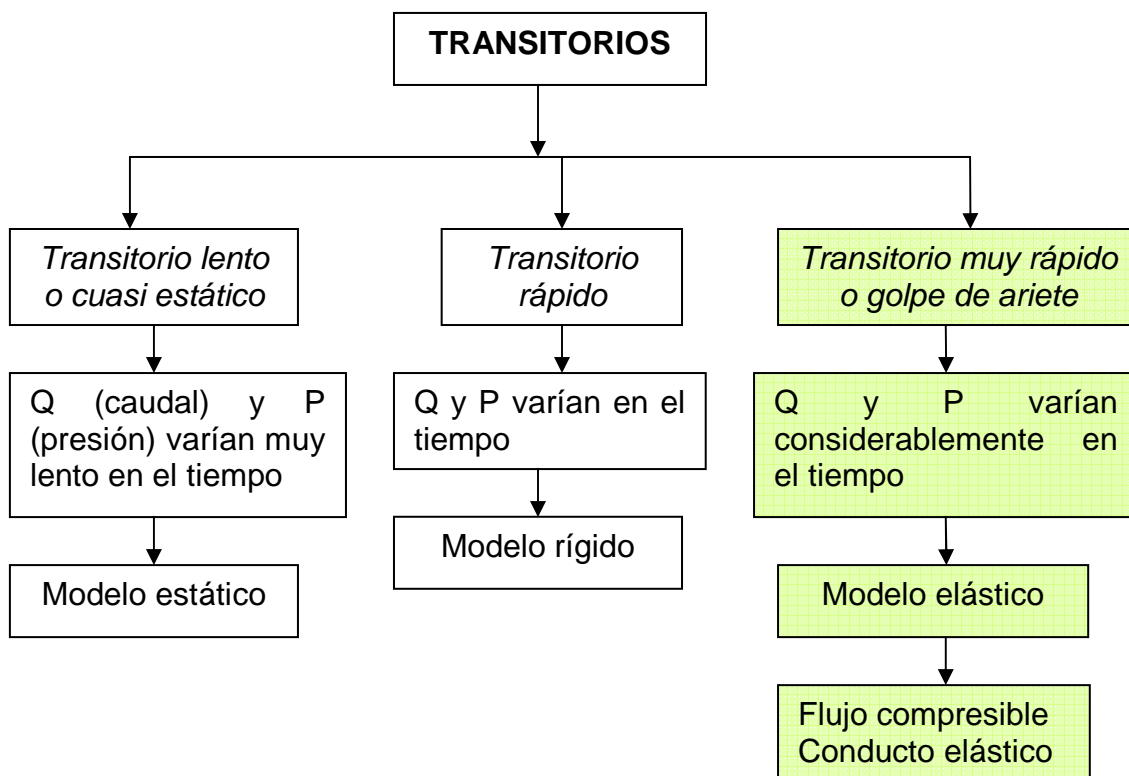 TRANSITORIOS
Transitorio lento
o cuasi estático
Transitorio
rápido
Transitorio muy rápido
o golpe de ariete
Q (caudal) y P
(presión) varían muy
lento en el tiempo
Q y P varían en el
tiempo
Q y P varían
considerablemente en
el tiempo
Modelo estático
Modelo rígido
Modelo elástico
Flujo compresible
Conducto elástico